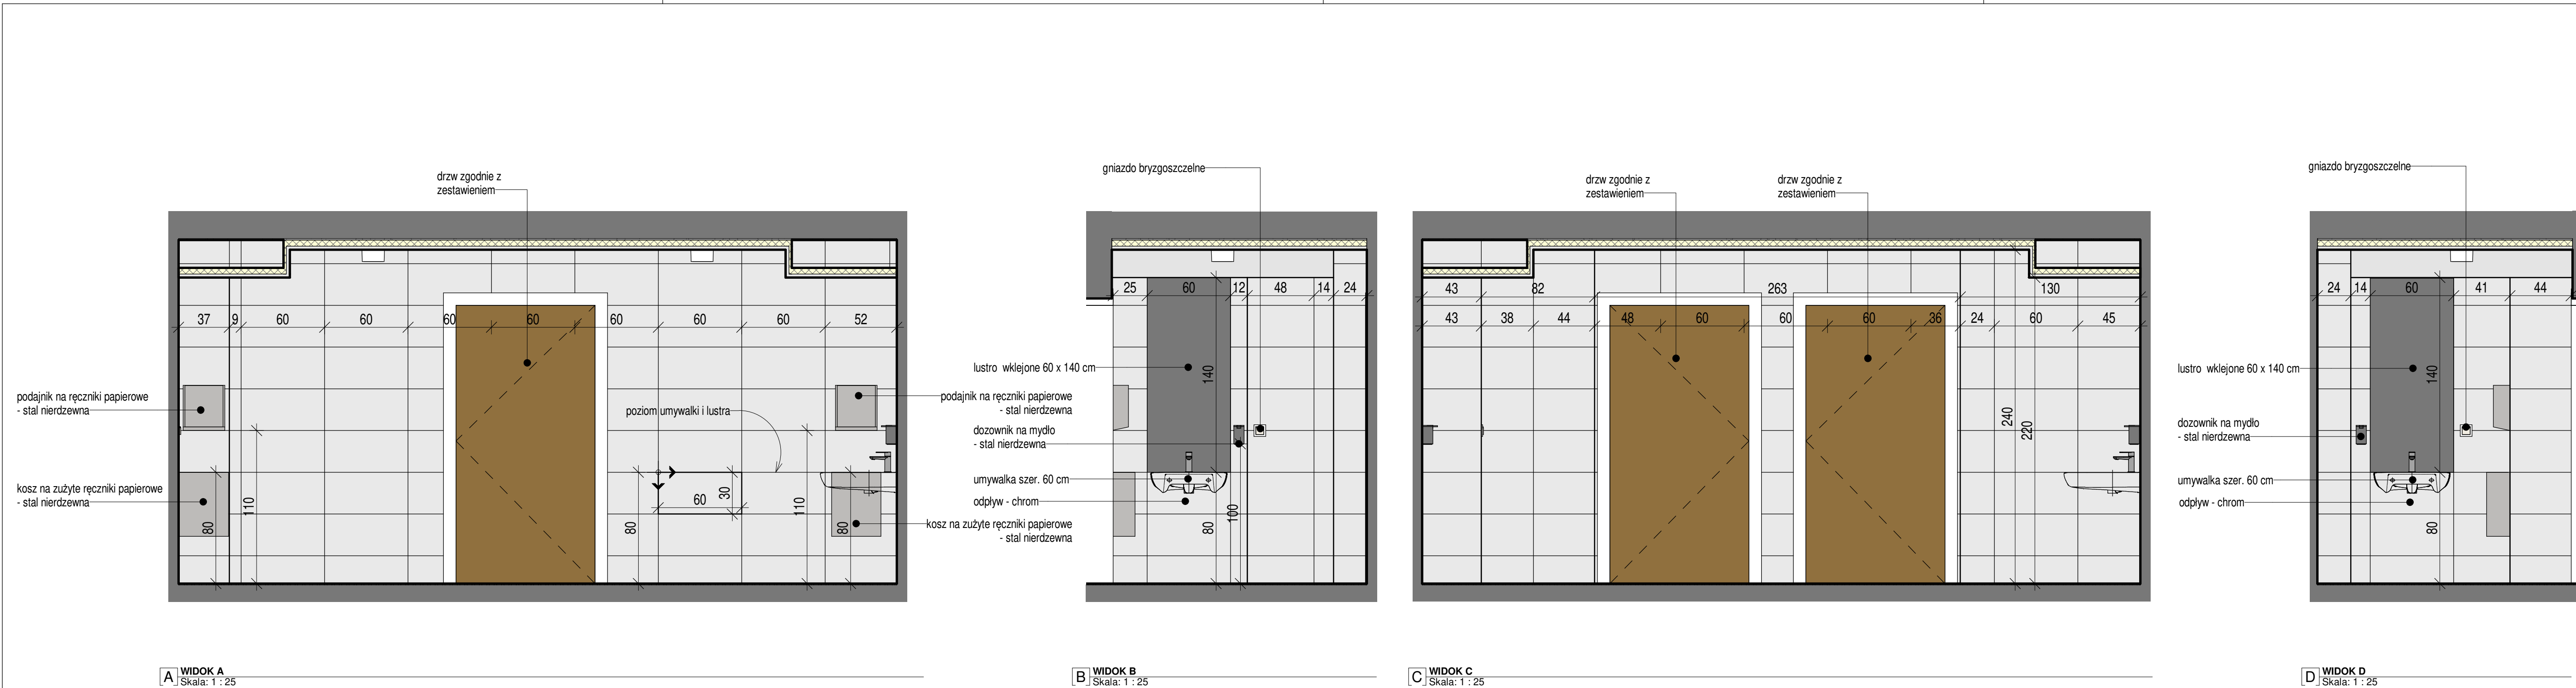 drzw zgodnie z
zestawieniem
37
9
60
60
60
60
60
60
60
52
podajnik na ręczniki papierowe
- stal nierdzewna
kosz na zużyte ręczniki papierowe
- stal nierdzewna
poziom umywalki i lustra
80
110
80
60
30
110
80
A
WIDOK A
Skala: 1 : 25
gniazdo bryzgoszczelne
25
60
12
48
14
24
lustro wklejone 60 x 140 cm
podajnik na ręczniki papierowe
- stal nierdzewna
dozownik na mydło
- stal nierdzewna
umywalka szer. 60 cm
odpływ - chrom
kosz na zużyte ręczniki papierowe
- stal nierdzewna
140
80
100
B
WIDOK B
Skala: 1 : 25
drzw zgodnie z
zestawieniem
drzw zgodnie z
zestawieniem
43
82
263
130
43
38
44
48
60
60
60
36
24
60
45
240
220
C
WIDOK C
Skala: 1 : 25
gniazdo bryzgoszczelne
24
14
60
41
44
lustro wklejone 60 x 140 cm
dozownik na mydło
- stal nierdzewna
umywalka szer. 60 cm
odpływ - chrom
140
80
D
WIDOK D
Skala: 1 : 25